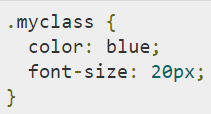 .myclass {
  color: blue;
  font-size: 20px;
}